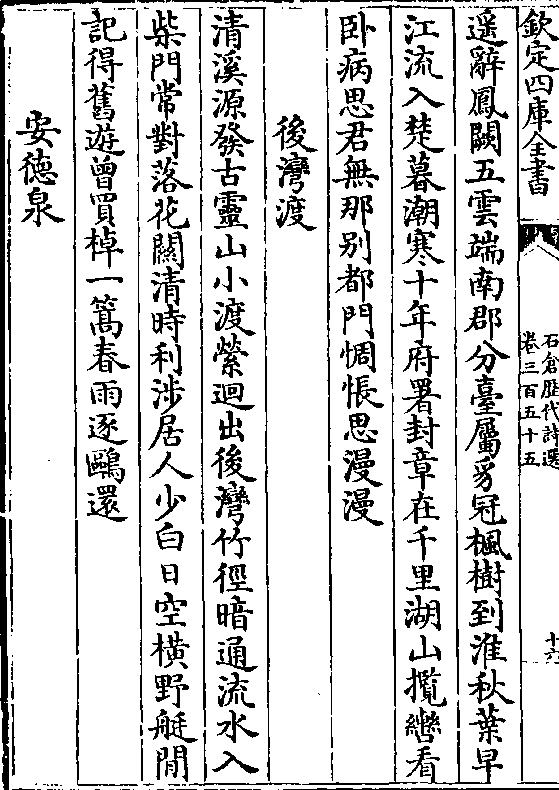 欽定四庫全書
石倉歷代詩選
卷三百五十五
十六
遥辭鳳闕五雲端南郡分臺屬豸冠楓樹到淮秋葉早
江流入楚暮潮寒十年府署封章在千里湖山攬轡看
卧病思君無那别都門惆悵思漫漫
後灣渡
清溪源發古靈山小渡縈迴出後灣竹徑暗通流水入
柴門常對落花關清時利涉居人少白日空横野艇閒
記得舊遊曾買棹一篙春雨逐鷗還
安德泉